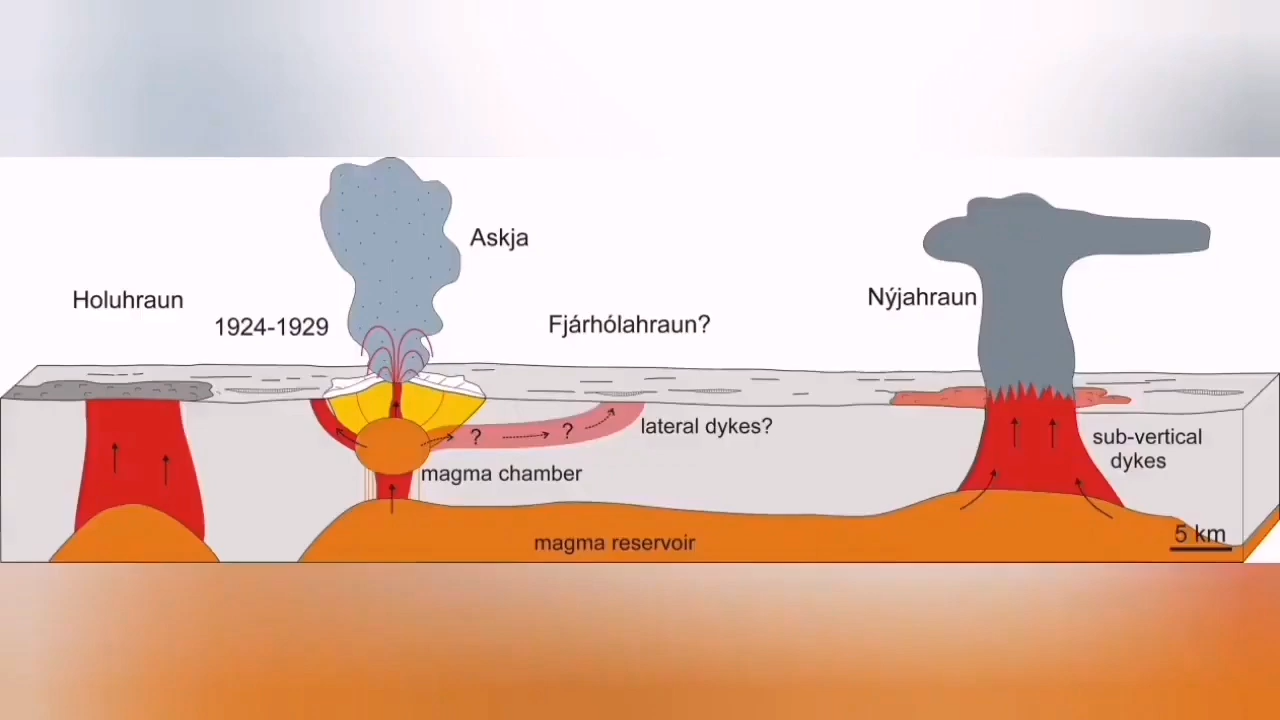 Askja
Holuhraun
1924-1929
Fjárhólahraun?
Nýjahraun
lateral dykes?
?
?
sub-vertical
dykes
magma chamber
magma reservoir
5 km